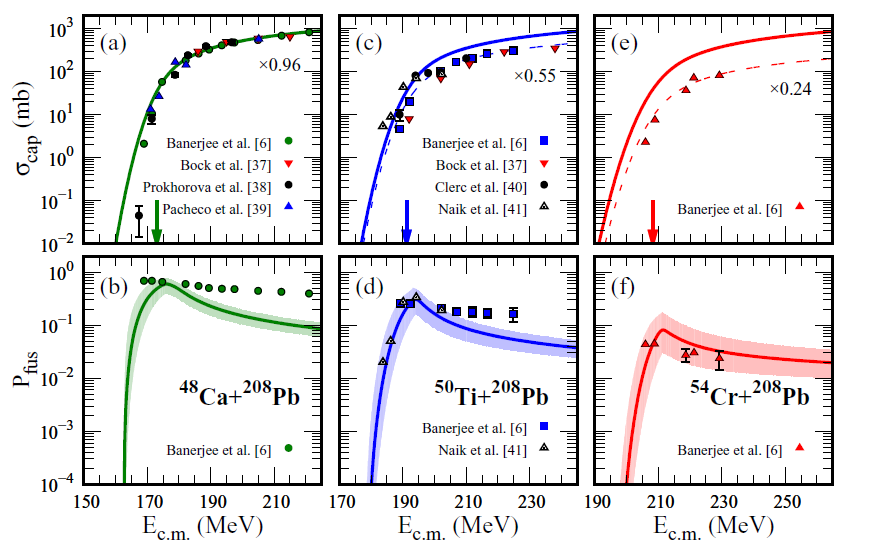 (a)
×0.96
Banerjee et al. [6]
Bock et al. [37]
Prokhorova et al. [38]
Pacheco et al. [39]
(c)
×0.55
Banerjee et al. [6]
Bock et al. [37]
Clerc et al. [40]
Naik et al. [41]
(e)
×0.24
Banerjee et al. [6]
σcap (mb)
10³
10²
10¹
10⁰
10⁻¹
10⁻²
(b)
⁴⁸Ca+²⁰⁸Pb
Banerjee et al. [6]
(d)
⁵⁰Ti+²⁰⁸Pb
Banerjee et al. [6]
Naik et al. [41]
(f)
⁵⁴Cr+²⁰⁸Pb
Banerjee et al. [6]
Pfus
10⁰
10⁻¹
10⁻²
10⁻³
10⁻⁴
150 170 190 210
170 190 210 230
190 210 230 250
Ec.m. (MeV)
Ec.m. (MeV)
Ec.m. (MeV)